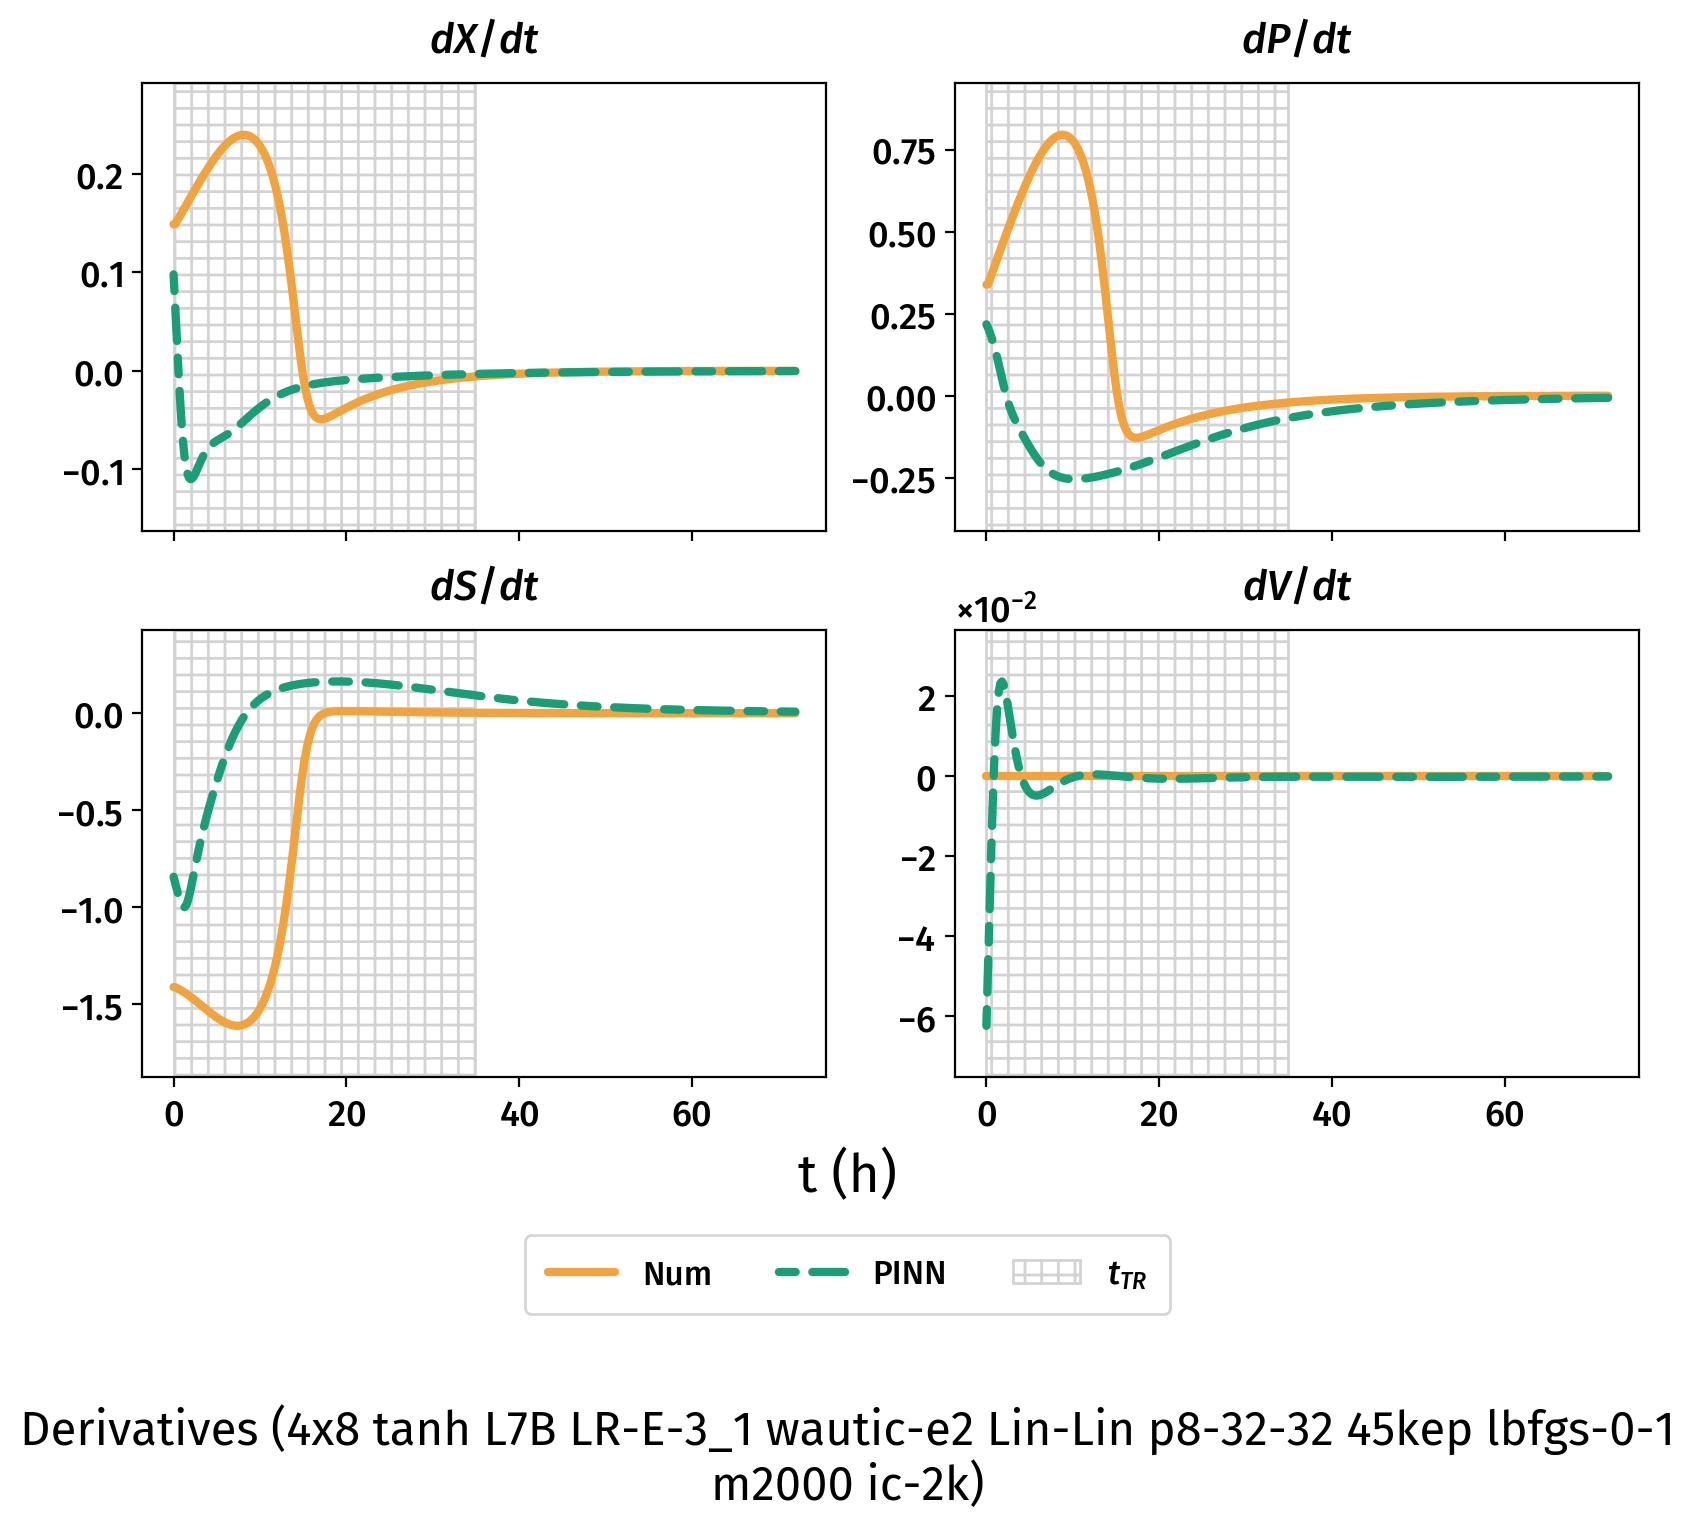 dX/dt
dP/dt
0.2
0.1
0.0
−0.1
0.75
0.50
0.25
0.00
−0.25
dS/dt
dV/dt
×10⁻²
0.0
−0.5
−1.0
−1.5
2
0
−2
−4
−6
0 20 40 60
0 20 40 60
t (h)
Num PINN t_TR
Derivatives (4x8 tanh L7B LR-E-3_1 wautic-e2 Lin-Lin p8-32-32 45kep lbfgs-0-1
m2000 ic-2k)